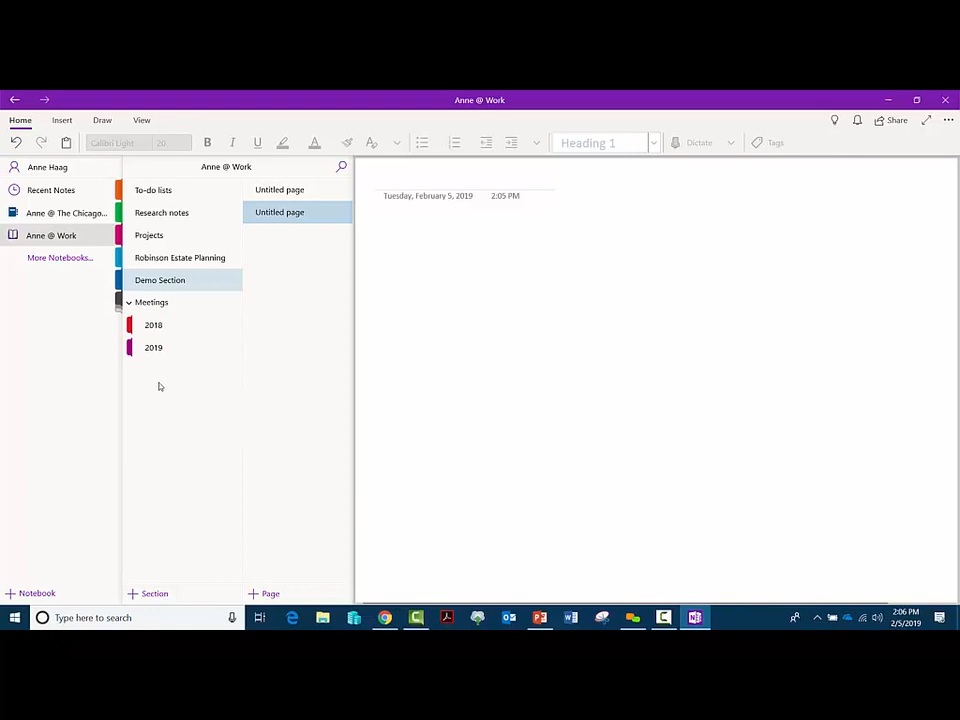 Anne @ Work
Home Insert Draw View
Share
Calibri Light 20 B I U A Heading 1 Dictate Tags
Anne Haag
Recent Notes
Anne @ The Chicago...
Anne @ Work
More Notebooks...
Anne @ Work
To-do lists
Research notes
Projects
Robinson Estate Planning
Demo Section
Meetings
2018
2019
Untitled page
Untitled page
Tuesday, February 5, 2019 2:05 PM
Notebook
Section
Page
Type here to search
2:06 PM
2/5/2019